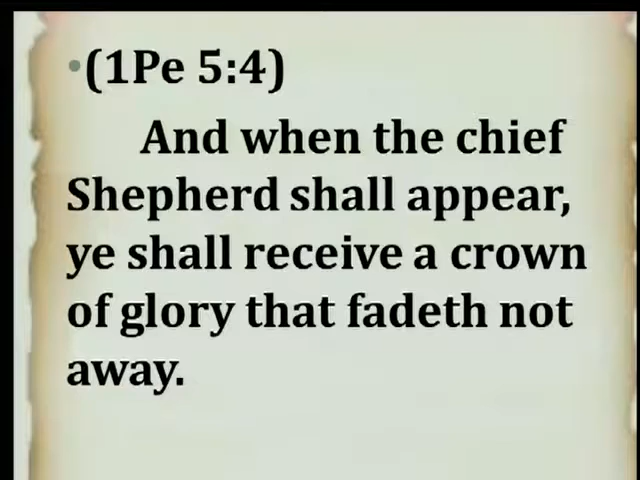 •(1Pe 5:4)
And when the chief
Shepherd shall appear,
ye shall receive a crown
of glory that fadeth not
away.